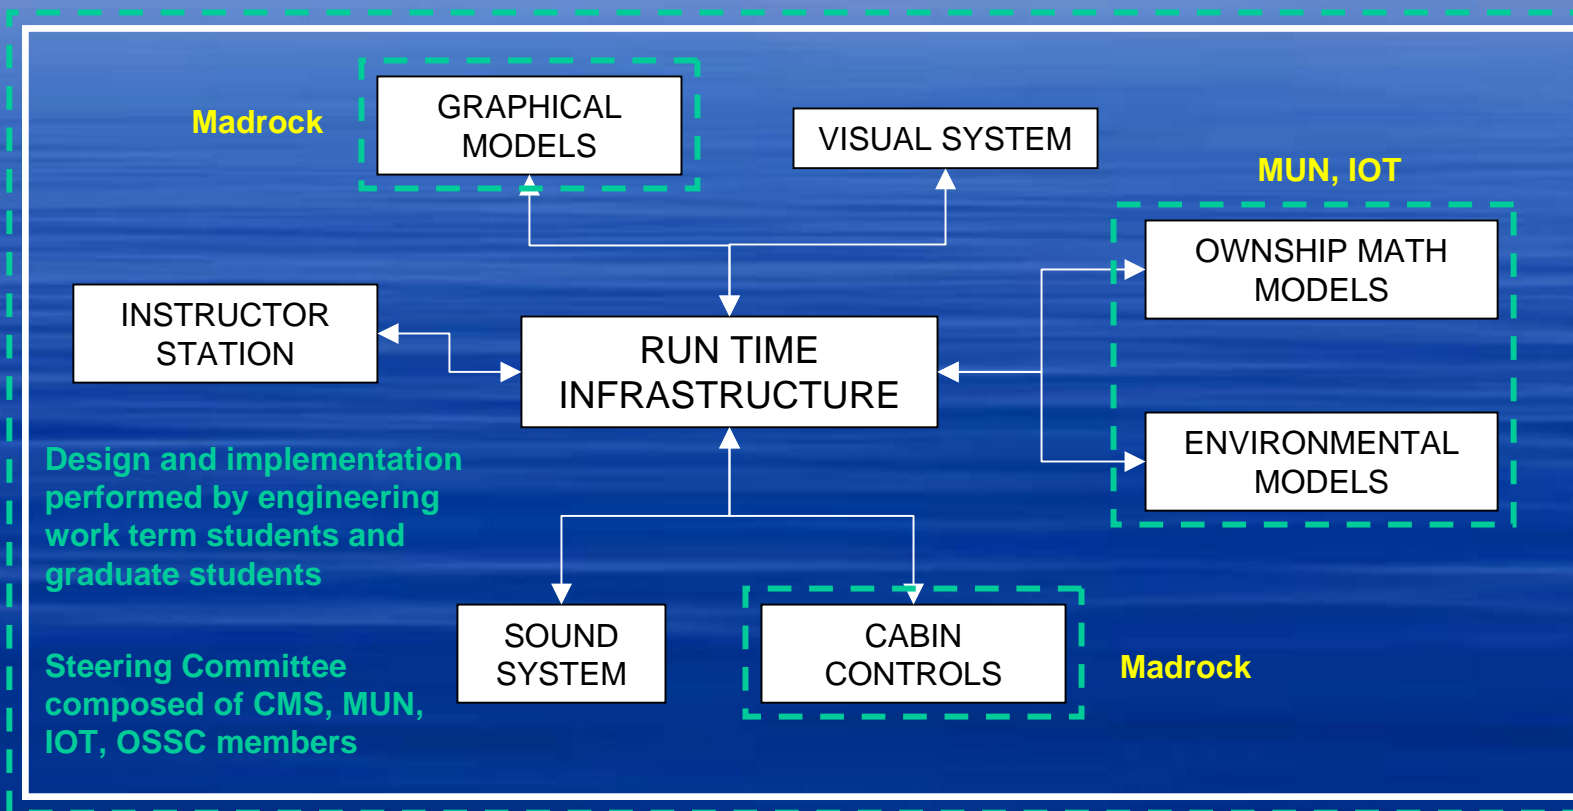 Madrock
GRAPHICAL
MODELS
VISUAL SYSTEM
MUN, IOT
OWNSHIP MATH
MODELS
INSTRUCTOR
STATION
RUN TIME
INFRASTRUCTURE
ENVIRONMENTAL
MODELS
Design and implementation
performed by engineering
work term students and
graduate students
SOUND
SYSTEM
CABIN
CONTROLS
Madrock
Steering Committee
composed of CMS, MUN,
IOT, OSSC members